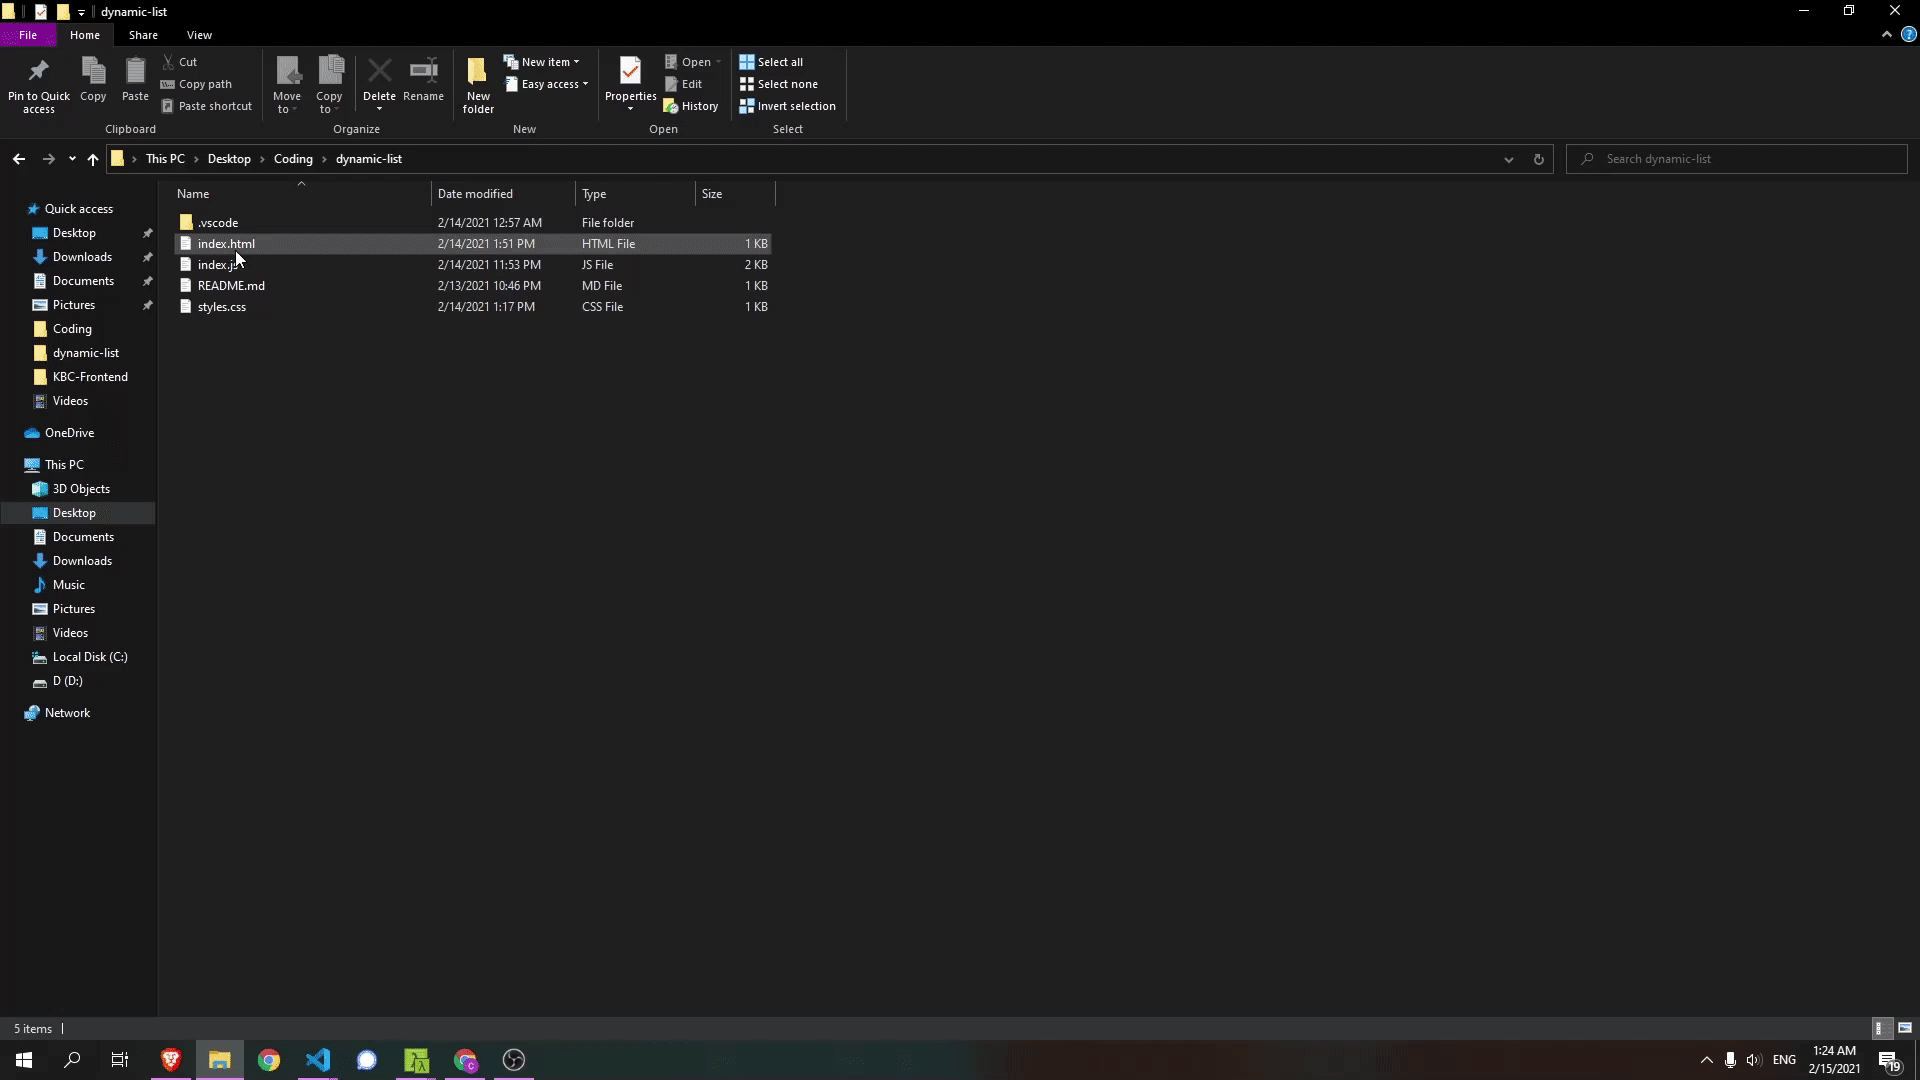 dynamic-list
File Home Share View
Pin to Quick access
Copy
Paste
Cut
Copy path
Paste shortcut
Clipboard
Move to
Copy to
Delete
Rename
Organize
New folder
New item
Easy access
New
Properties
Open
Edit
History
Open
Select all
Select none
Invert selection
Select
This PC Desktop Coding dynamic-list
Search dynamic-list
Quick access
Desktop
Downloads
Documents
Pictures
Coding
dynamic-list
KBC-Frontend
Videos
OneDrive
This PC
3D Objects
Desktop
Documents
Downloads
Music
Pictures
Videos
Local Disk (C:)
D (D:)
Network
Name Date modified Type Size
.vscode 2/14/2021 12:57 AM File folder
index.html 2/14/2021 1:51 PM HTML File 1 KB
index.js 2/14/2021 11:53 PM JS File 2 KB
README.md 2/13/2021 10:46 PM MD File 1 KB
styles.css 2/14/2021 1:17 PM CSS File 1 KB
5 items
ENG
1:24 AM
2/15/2021
19